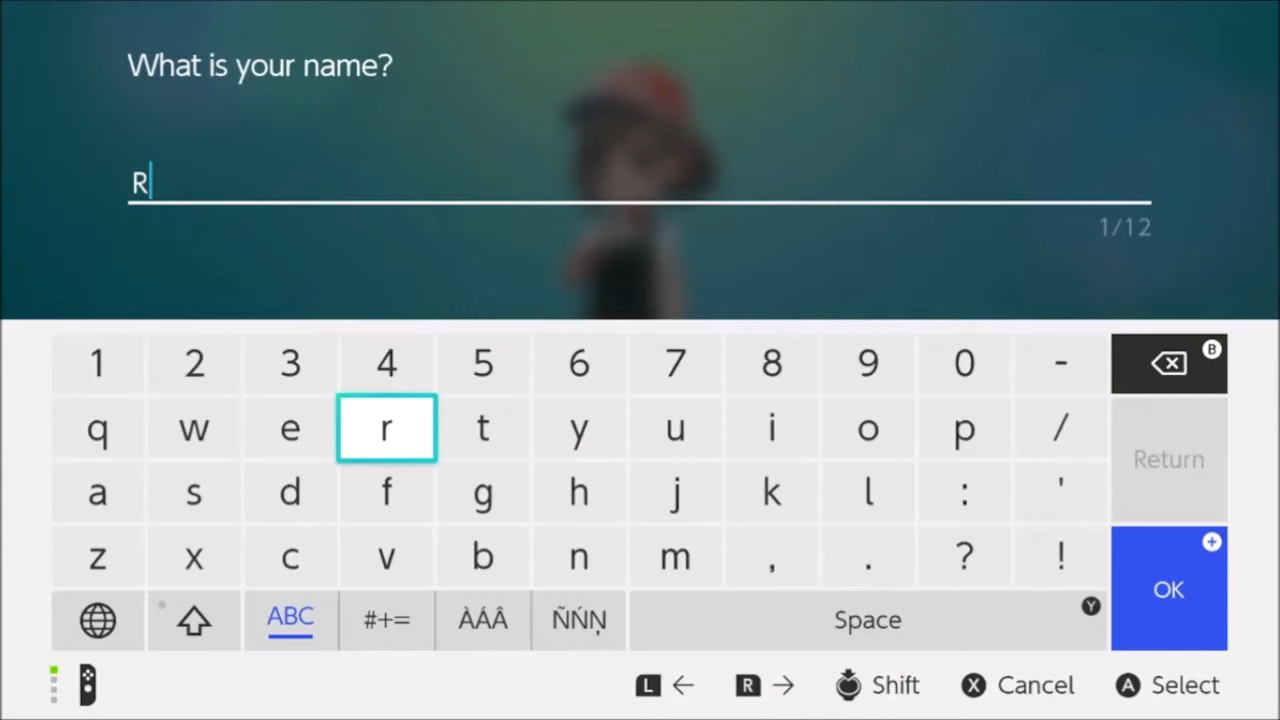 What is your name?
R
1/12
1 2 3 4 5 6 7 8 9 0 - B
q w e r t y u i o p / Return
a s d f g h j k l : '
z x c v b n m , . ? ! + OK
ABC #+= ÀÁÂ ÑŃŅ Space Y
L ← R → Shift X Cancel A Select